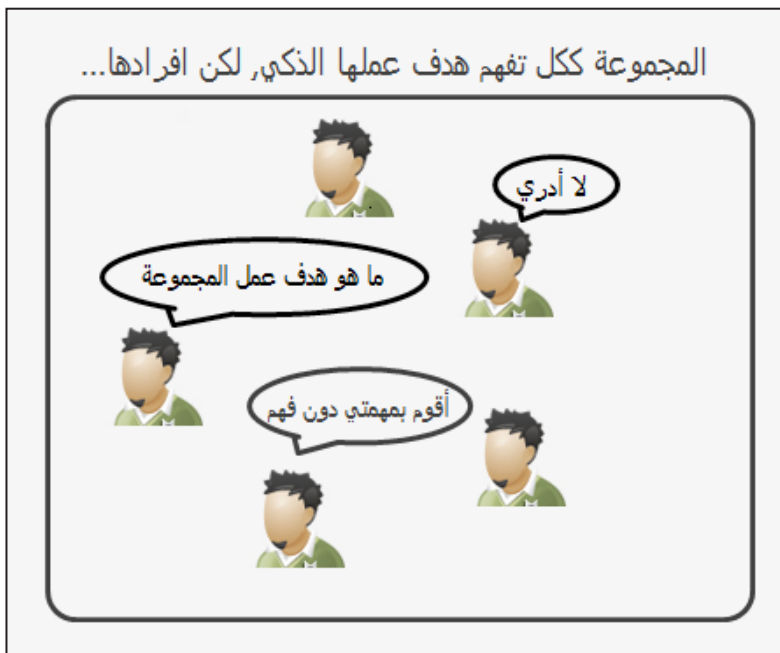 المجموعة ككل تفهم هدف عملها الذكي, لكن افرادها...
لا أدري
ما هو هدف عمل المجموعة
أقوم بمهمتي دون فهم